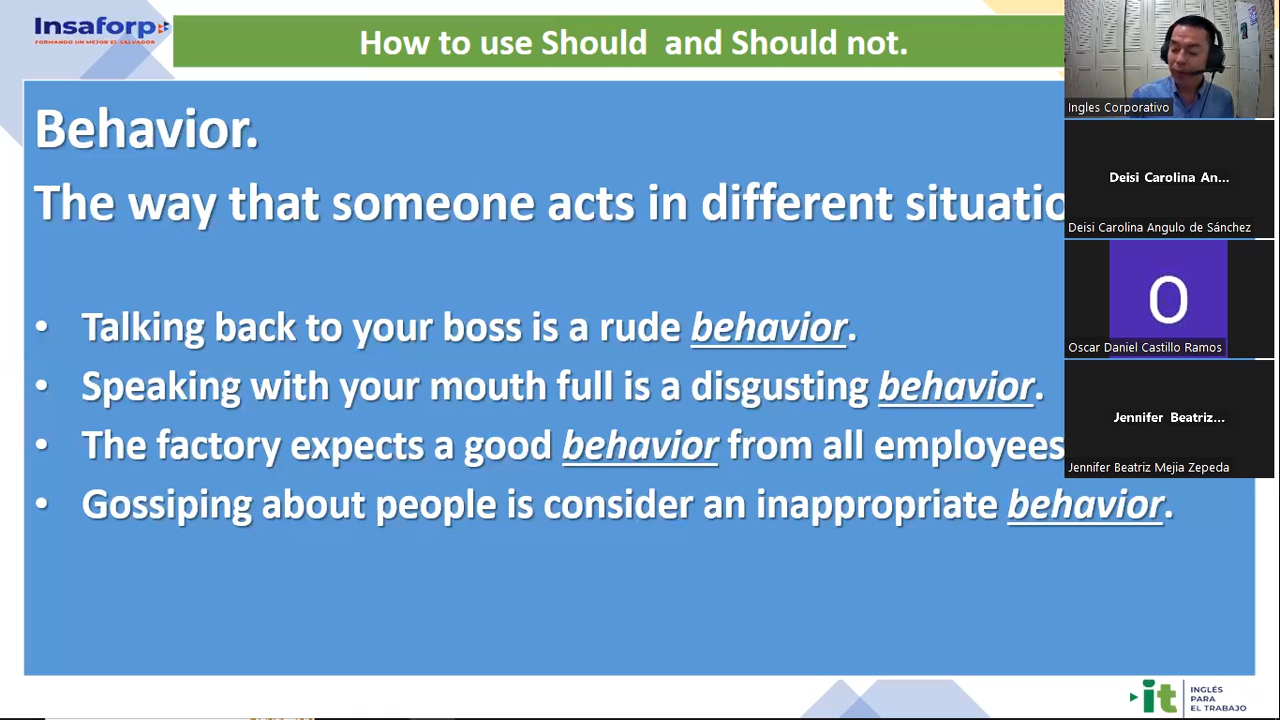 Insaforp
FORMANDO UN MEJOR EL SALVADOR
How to use Should and Should not.
Behavior.
The way that someone acts in different situatio
• Talking back to your boss is a rude behavior.
• Speaking with your mouth full is a disgusting behavior.
• The factory expects a good behavior from all employees
• Gossiping about people is consider an inappropriate behavior.
Ingles Corporativo
Deisi Carolina An...
Deisi Carolina Angulo de Sánchez
O
Oscar Daniel Castillo Ramos
Jennifer Beatriz...
Jennifer Beatriz Mejia Zepeda
it
INGLÉS
PARA
EL TRABAJO